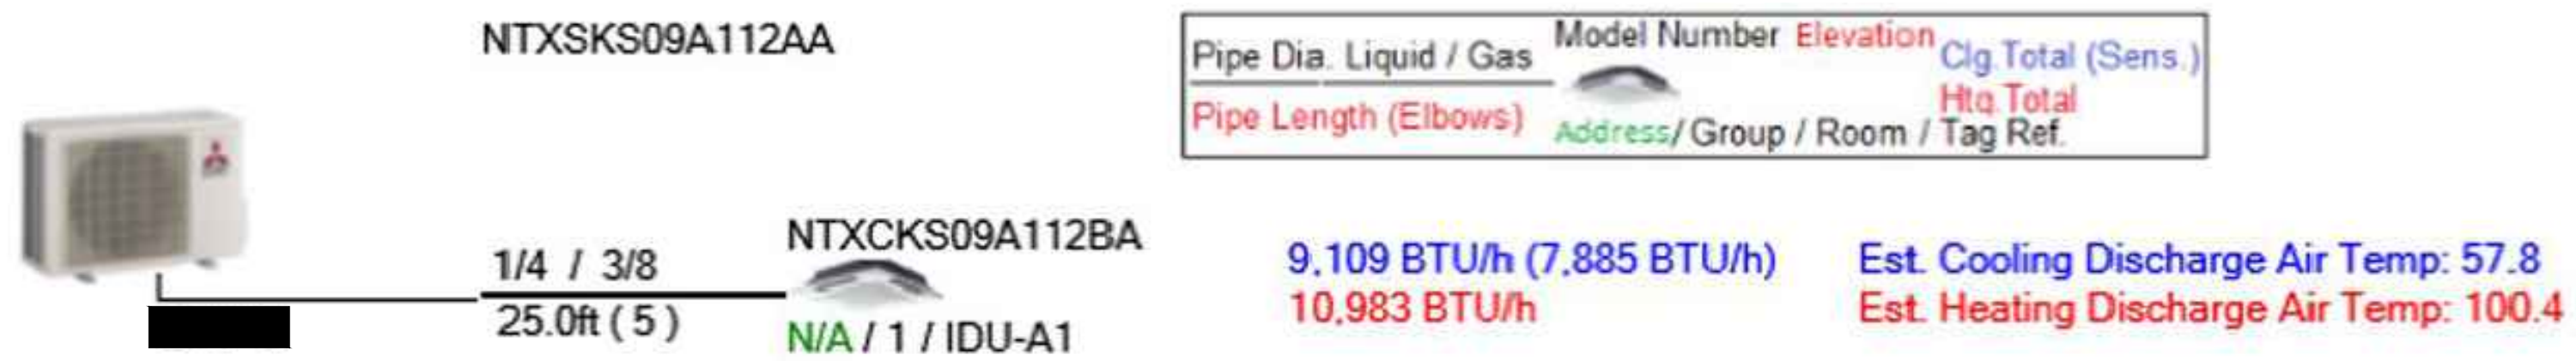 NTXSKS09A112AA
Pipe Dia. Liquid / Gas
Pipe Length (Elbows)
Model Number Elevation
Clg.Total (Sens.)
Htg.Total
Address/ Group / Room / Tag Ref.
1/4 / 3/8
25.0ft ( 5 )
NTXCKS09A112BA
N/A / 1 / IDU-A1
9,109 BTU/h (7,885 BTU/h)
10,983 BTU/h
Est. Cooling Discharge Air Temp: 57.8
Est. Heating Discharge Air Temp: 100.4